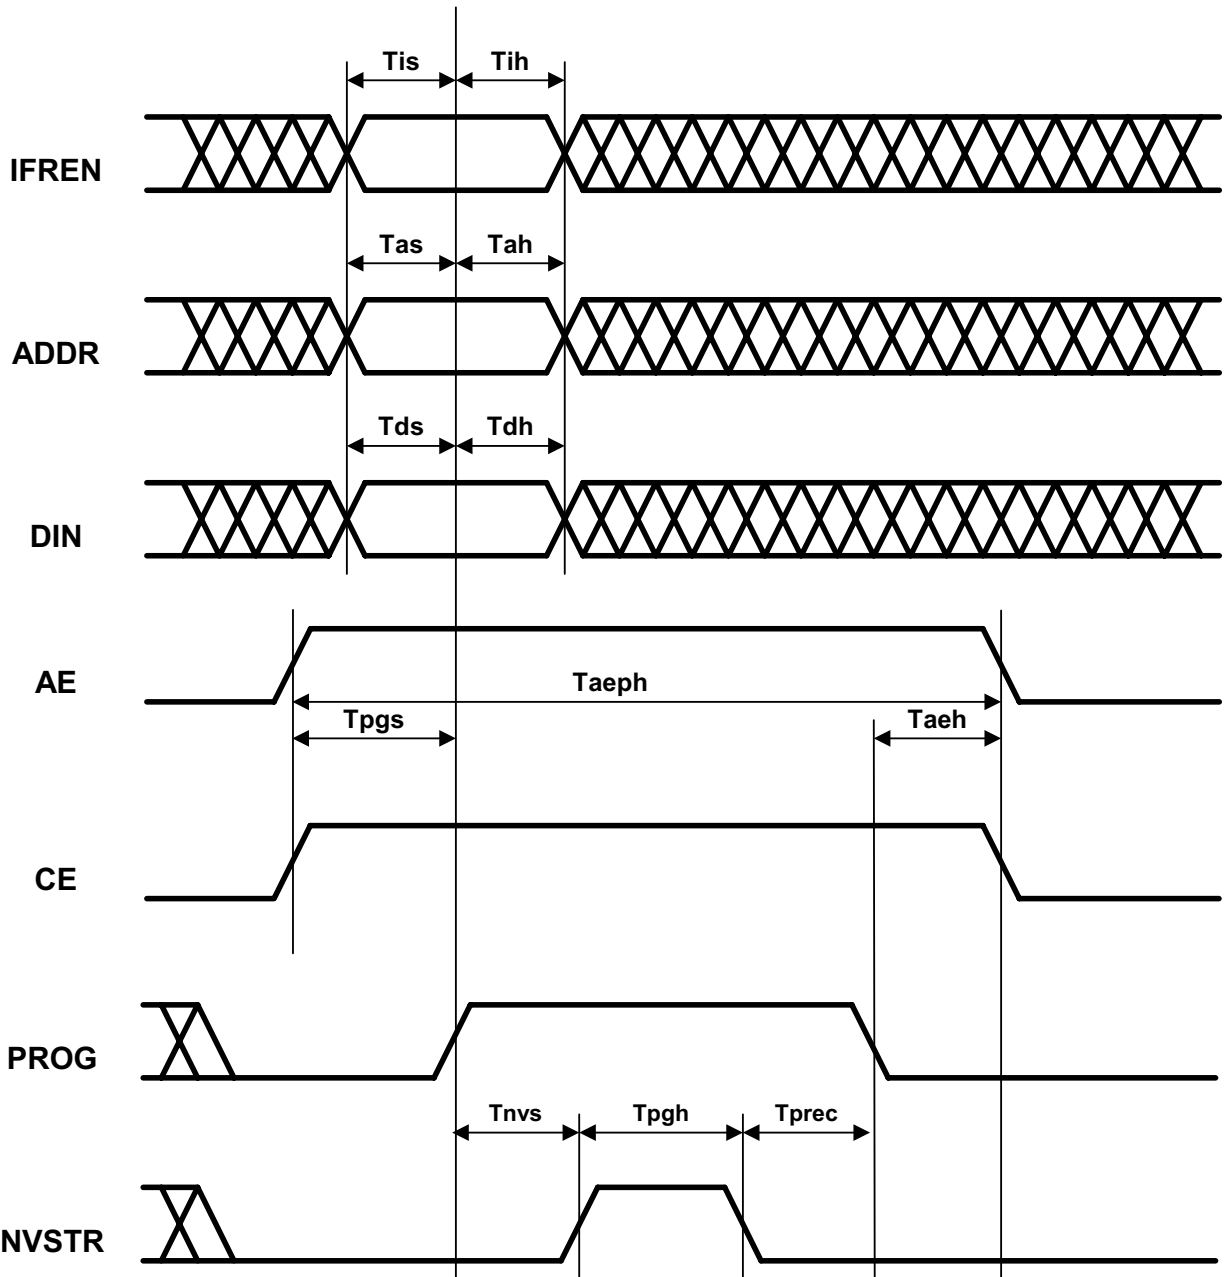 Tis Tih
IFREN
Tas Tah
ADDR
Tds Tdh
DIN
AE
Taeph
Tpgs Taeh
CE
PROG
Tnvs Tpgh Tprec
NVSTR